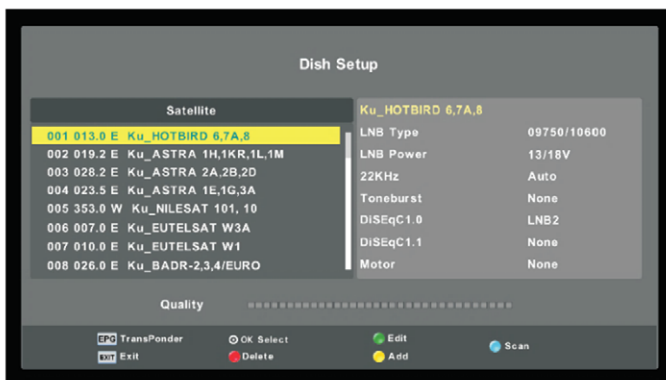 Dish Setup
Satellite
001 013.0 E Ku_HOTBIRD 6,7A,8
002 019.2 E Ku_ASTRA 1H,1KR,1L,1M
003 028.2 E Ku_ASTRA 2A,2B,2D
004 023.5 E Ku_ASTRA 1E,1G,3A
005 353.0 W Ku_NILESAT 101, 10
006 007.0 E Ku_EUTELSAT W3A
007 010.0 E Ku_EUTELSAT W1
008 026.0 E Ku_BADR-2,3,4/EURO
Ku_HOTBIRD 6,7A,8
LNB Type 09750/10600
LNB Power 13/18V
22KHz Auto
Toneburst None
DiSEqC1.0 LNB2
DiSEqC1.1 None
Motor None
Quality
EPG TransPonder OK Select Edit Scan
EXIT Exit Delete Add